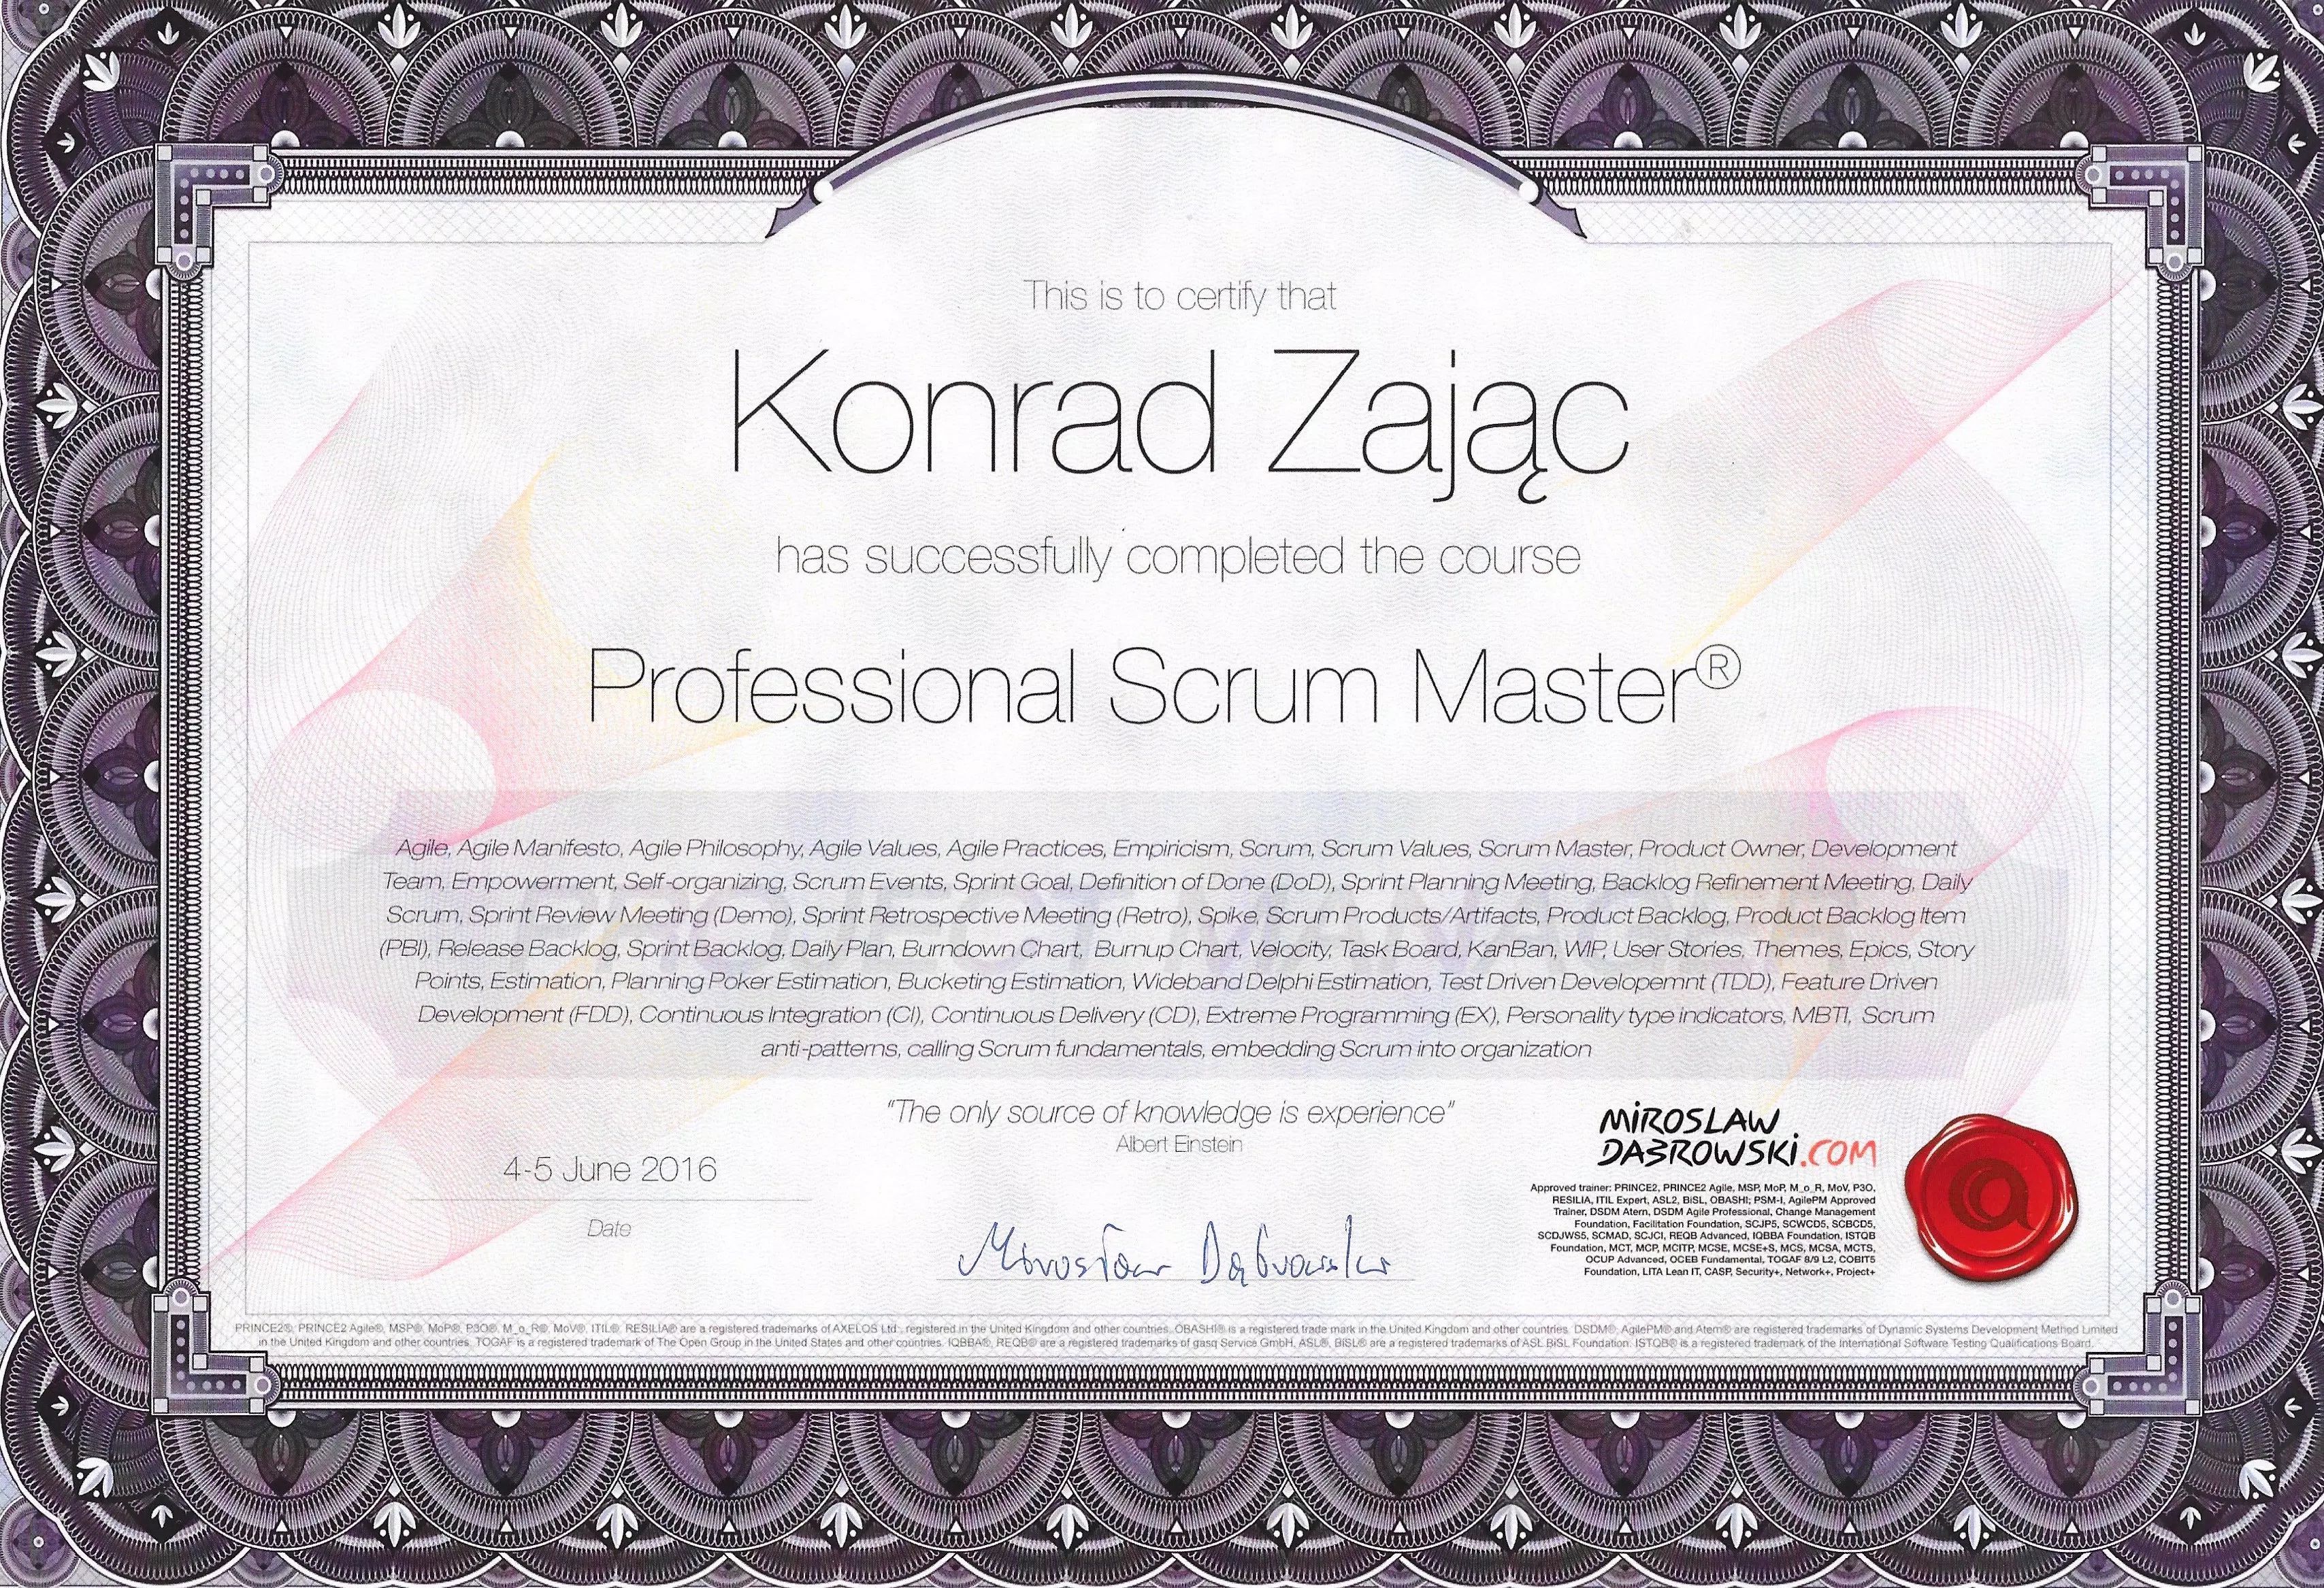 This is to certify that
Konrad Zając
has successfully completed the course
Professional Scrum Master®
Agile, Agile Manifesto, Agile Philosophy, Agile Values, Agile Practices, Empiricism, Scrum, Scrum Values, Scrum Master, Product Owner, Development
Team, Empowerment, Self-organizing, Scrum Events, Sprint Goal, Definition of Done (DoD), Sprint Planning Meeting, Backlog Refinement Meeting, Daily
Scrum, Sprint Review Meeting (Demo), Sprint Retrospective Meeting (Retro), Spike, Scrum Products/Artifacts, Product Backlog, Product Backlog Item
(PBI), Release Backlog, Sprint Backlog, Daily Plan, Burndown Chart, Burnup Chart, Velocity, Task Board, KanBan, WIP, User Stories, Themes, Epics, Story
Points, Estimation, Planning Poker Estimation, Bucketing Estimation, Wideband Delphi Estimation, Test Driven Developemnt (TDD), Feature Driven
Development (FDD), Continuous Integration (CI), Continuous Delivery (CD), Extreme Programming (EX), Personality type indicators, MBTI, Scrum
anti-patterns, calling Scrum fundamentals, embedding Scrum into organization
"The only source of knowledge is experience"
Albert Einstein
4-5 June 2016
Date
Mirosław Dąbrowski
MiROSLAW
DABROWSKi.COM
Approved trainer: PRINCE2, PRINCE2 Agile, MSP, MoP, M_o_R, MoV, P3O,
RESILIA, ITIL Expert, ASL2, BiSL, OBASHI; PSM-I, AgilePM Approved
Trainer, DSDM Atern, DSDM Agile Professional, Change Management
Foundation, Facilitation Foundation, SCJP5, SCWCD5, SCBCD5,
SCDJWS5, SCMAD, SCJCI, REQB Advanced, IQBBA Foundation, ISTQB
Foundation, MCT, MCP, MCITP, MCSE, MCSE+S, MCS, MCSA, MCTS,
OCUP Advanced, OCEB Fundamental, TOGAF 8/9 L2, COBIT5
Foundation, LITA Lean IT, CASP, Security+, Network+, Project+
PRINCE2®, PRINCE2 Agile®, MSP®, MoP®, P3O®, M_o_R®, MoV®, ITIL®, RESILIA® are a registered trademarks of AXELOS Ltd., registered in the United Kingdom and other countries. OBASHI® is a registered trade mark in the United Kingdom and other countries. DSDM®, AgilePM® and Atern® are registered trademarks of Dynamic Systems Development Method Limited
in the United Kingdom and other countries. TOGAF is a registered trademark of The Open Group in the United States and other countries. IQBBA®, REQB® are a registered trademarks of gasq Service GmbH, ASL®, BiSL® are a registered trademarks of ASL BiSL Foundation. ISTQB® is a registered trademark of the International Software Testing Qualifications Board.